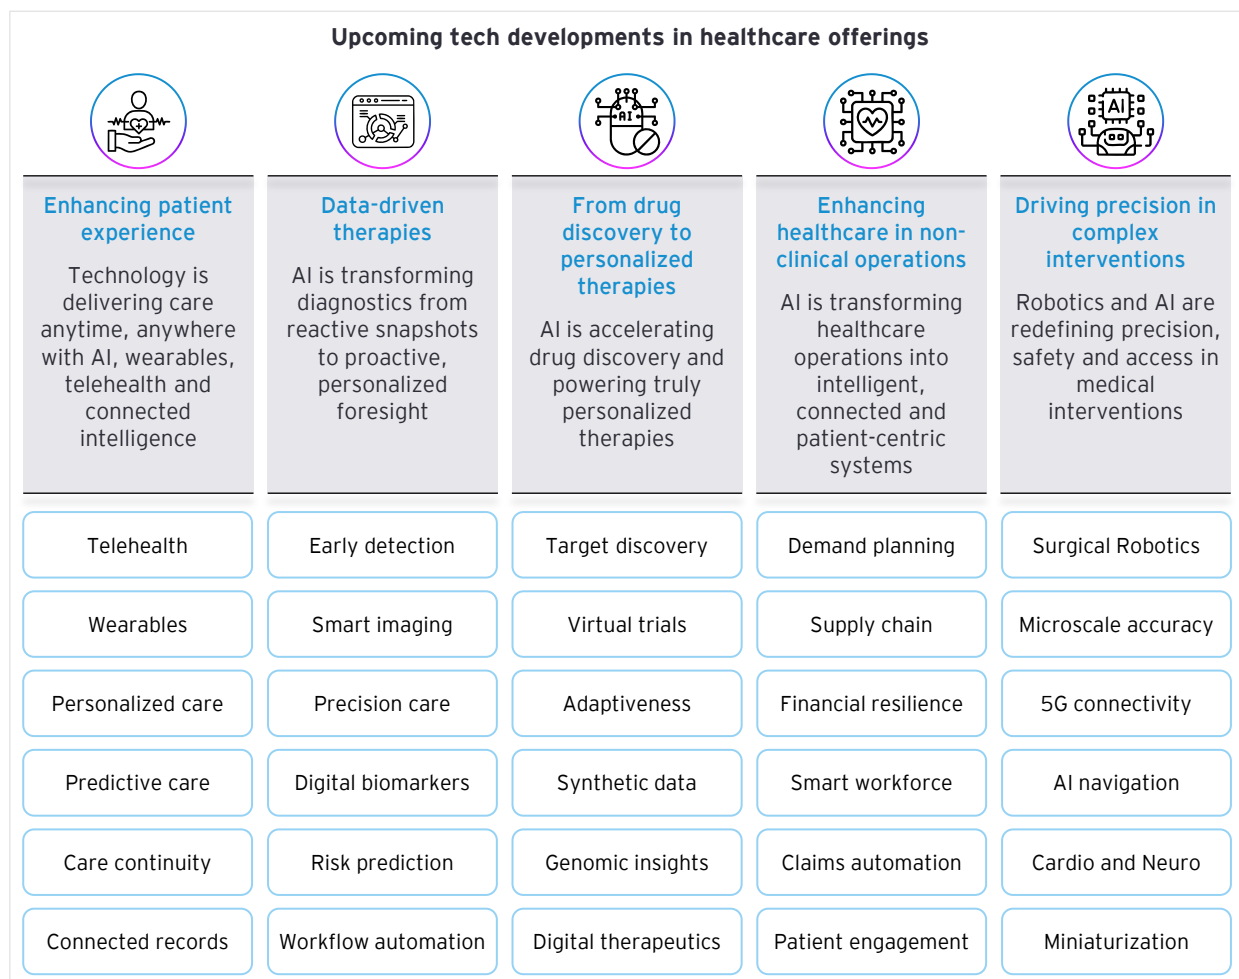 Upcoming tech developments in healthcare offerings
AI
AI
Enhancing patient
experience
Technology is
delivering care
anytime, anywhere
with AI, wearables,
telehealth and
connected
intelligence
Telehealth
Wearables
Personalized care
Predictive care
Care continuity
Connected records
Data-driven
therapies
AI is transforming
diagnostics from
reactive snapshots
to proactive,
personalized
foresight
Early detection
Smart imaging
Precision care
Digital biomarkers
Risk prediction
Workflow automation
From drug
discovery to
personalized
therapies
AI is accelerating
drug discovery and
powering truly
personalized
therapies
Target discovery
Virtual trials
Adaptiveness
Synthetic data
Genomic insights
Digital therapeutics
Enhancing
healthcare in non-
clinical operations
AI is transforming
healthcare
operations into
intelligent,
connected and
patient-centric
systems
Demand planning
Supply chain
Financial resilience
Smart workforce
Claims automation
Patient engagement
Driving precision in
complex
interventions
Robotics and AI are
redefining precision,
safety and access in
medical
interventions
Surgical Robotics
Microscale accuracy
5G connectivity
AI navigation
Cardio and Neuro
Miniaturization